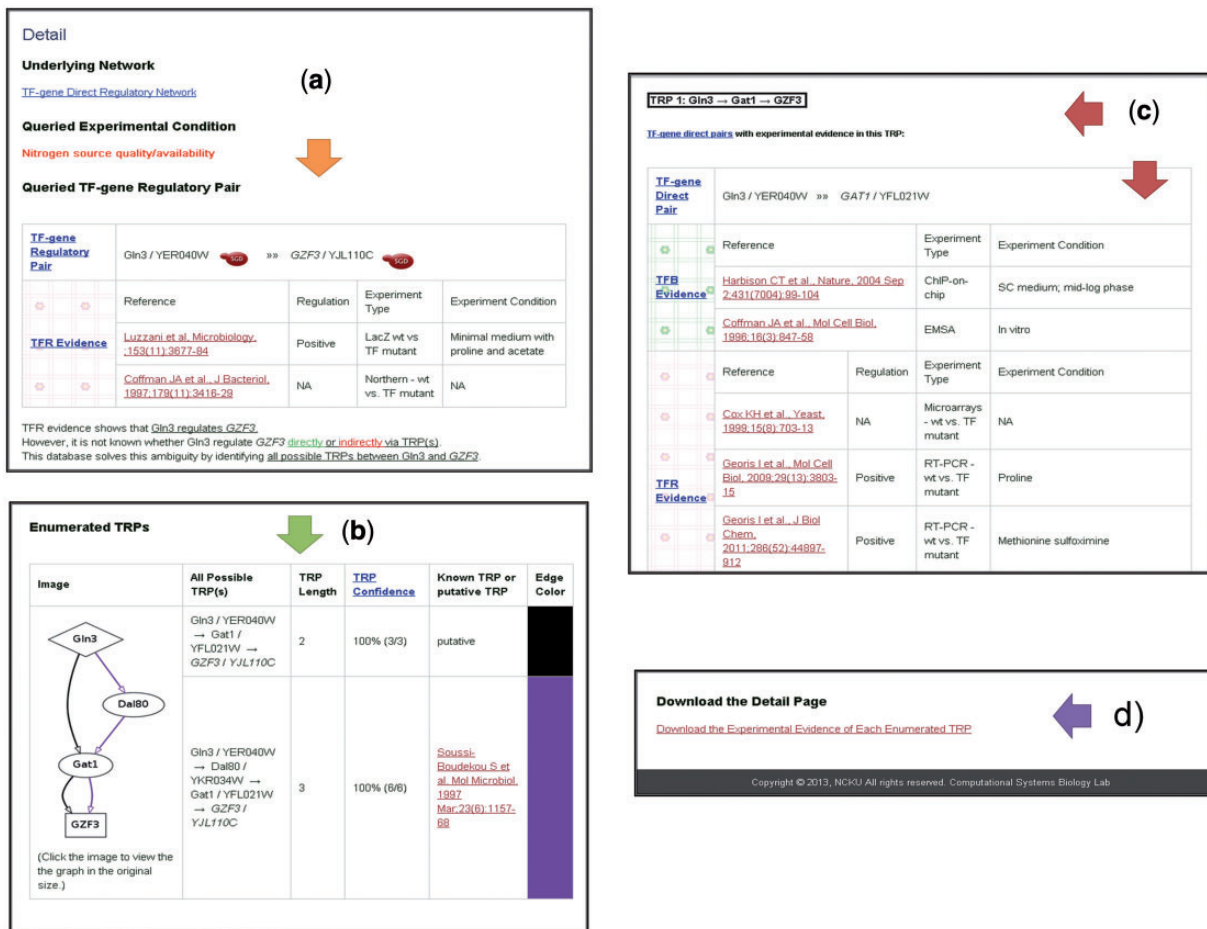 Detail
Underlying Network
(a)
TF-gene Direct Regulatory Network
Queried Experimental Condition
Nitrogen source quality/availability
Queried TF-gene Regulatory Pair
TF-gene
Regulatory
Pair
Gln3 / YER040W SGD »» GZF3 / YJL110C SGD
TFR Evidence
Reference
Regulation
Experiment
Type
Experiment Condition
Luzzani et al, Microbiology,
;153(11):3677-84
Positive
LacZ wt vs
TF mutant
Minimal medium with
proline and acetate
Coffman JA et al., J Bacteriol,
1997;179(11):3416-29
NA
Northern - wt
vs. TF mutant
NA
TFR evidence shows that Gln3 regulates GZF3.
However, it is not known whether Gln3 regulate GZF3 directly or indirectly via TRP(s).
This database solves this ambiguity by identifying all possible TRPs between Gln3 and GZF3.
Enumerated TRPs
(b)
Image
All Possible
TRP(s)
TRP
Length
TRP
Confidence
Known TRP or
putative TRP
Edge
Color
Gln3
Dal80
Gat1
GZF3
(Click the image to view the
the graph in the original
size.)
Gln3 / YER040W
→ Gat1 /
YFL021W →
GZF3 / YJL110C
2
100% (3/3)
putative
Gln3 / YER040W
→ Dal80 /
YKR034W →
Gat1 / YFL021W
→ GZF3 /
YJL110C
3
100% (6/6)
Soussi-
Boudekou S et
al, Mol Microbiol,
1997
Mar;23(6):1157-
68
TRP 1: Gln3 → Gat1 → GZF3
(c)
TF-gene direct pairs with experimental evidence in this TRP:
TF-gene
Direct
Pair
Gln3 / YER040W »» GAT1 / YFL021W
TFB
Evidence
Reference
Experiment
Type
Experiment Condition
Harbison CT et al., Nature, 2004 Sep
2;431(7004):99-104
ChIP-on-
chip
SC medium; mid-log phase
Coffman JA et al., Mol Cell Biol,
1996;16(3):847-58
EMSA
In vitro
TFR
Evidence
Reference
Regulation
Experiment
Type
Experiment Condition
Cox KH et al., Yeast,
1999;15(8):703-13
NA
Microarrays
- wt vs. TF
mutant
NA
Georis I et al., Mol Cell
Biol, 2009;29(13):3803-
15
Positive
RT-PCR -
wt vs. TF
mutant
Proline
Georis I et al., J Biol
Chem,
2011;286(52):44897-
912
Positive
RT-PCR -
wt vs. TF
mutant
Methionine sulfoximine
Download the Detail Page
d)
Download the Experimental Evidence of Each Enumerated TRP
Copyright © 2013, NCKU All rights reserved. Computational Systems Biology Lab